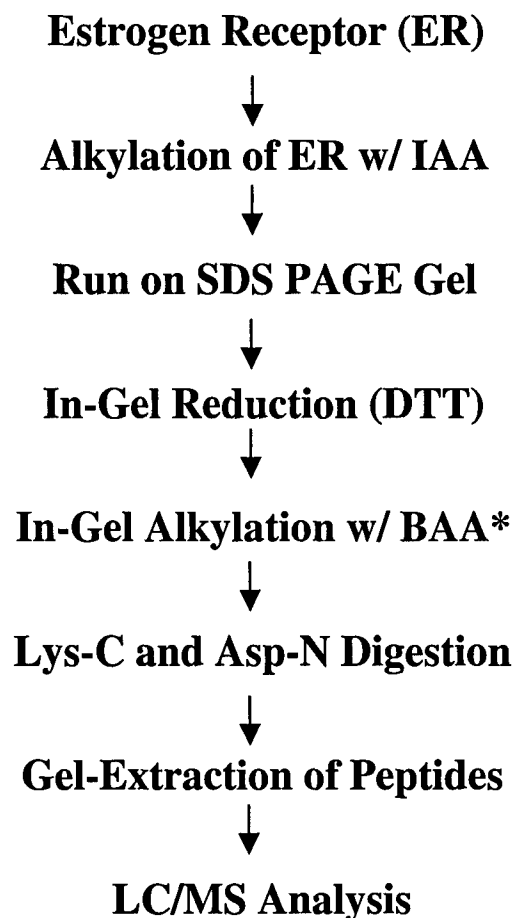 Estrogen Receptor (ER)
Alkylation of ER w/ IAA
Run on SDS PAGE Gel
In-Gel Reduction (DTT)
In-Gel Alkylation w/ BAA*
Lys-C and Asp-N Digestion
Gel-Extraction of Peptides
LC/MS Analysis